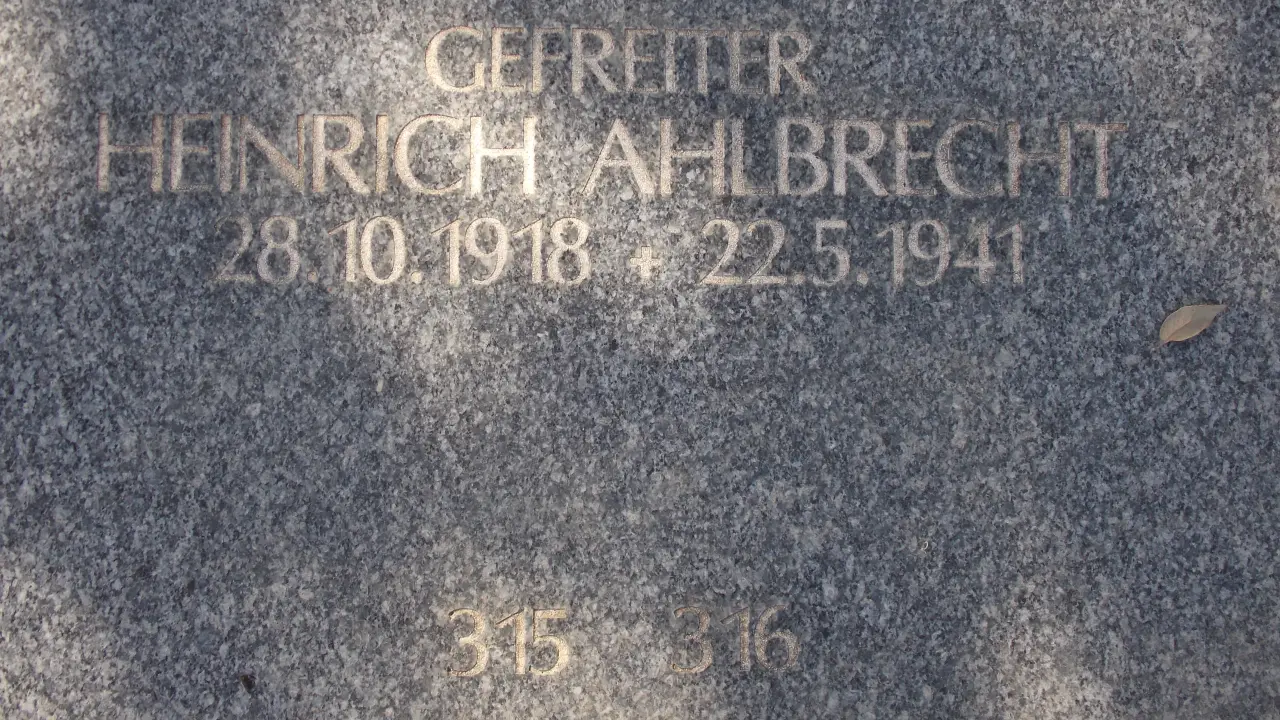 GEFREITER
HEINRICH AHLBRECHT
28.10.1918 + 22.5.1941
315 316